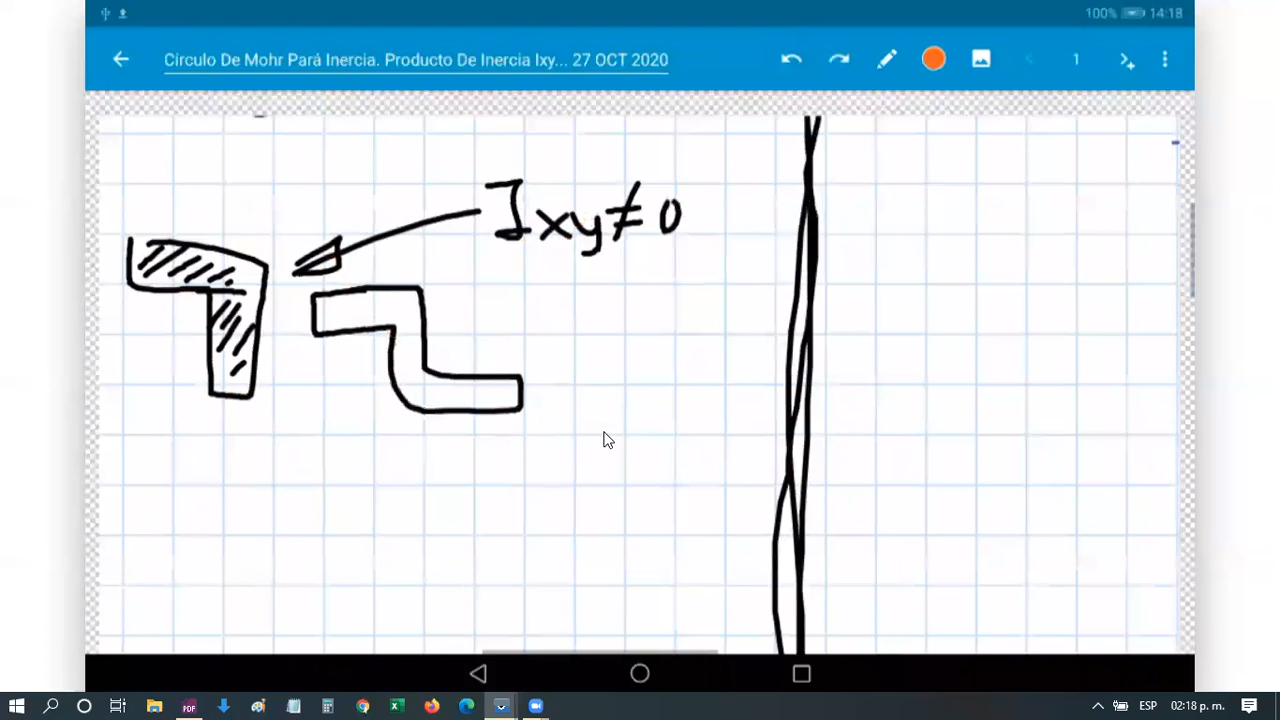 100% 14:18
Circulo De Mohr Pará Inercia. Producto De Inercia Ixy... 27 OCT 2020
1
Ixy≠0
PDF
ESP
02:18 p. m.